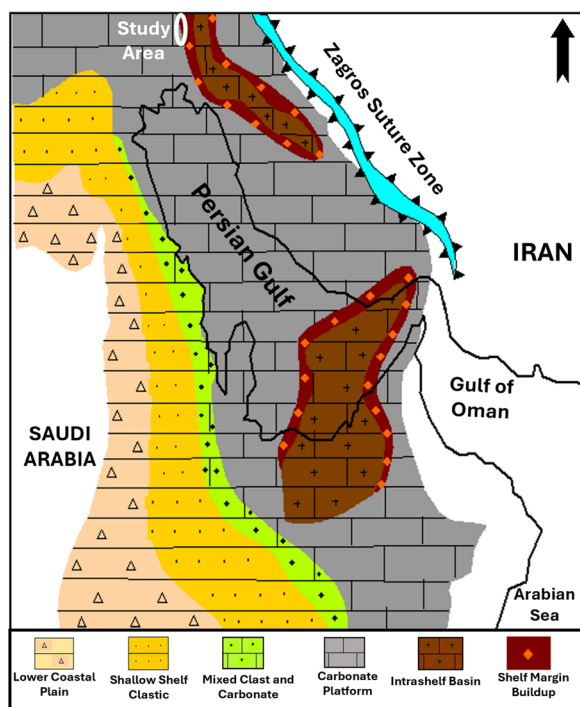 Study
Area
Zagros Suture Zone
Persian Gulf
IRAN
Gulf of
Oman
SAUDI
ARABIA
Arabian
Sea
Lower Coastal
Plain
Shallow Shelf
Clastic
Mixed Clast and
Carbonate
Carbonate
Platform
Intrashelf Basin
Shelf Margin
Buildup